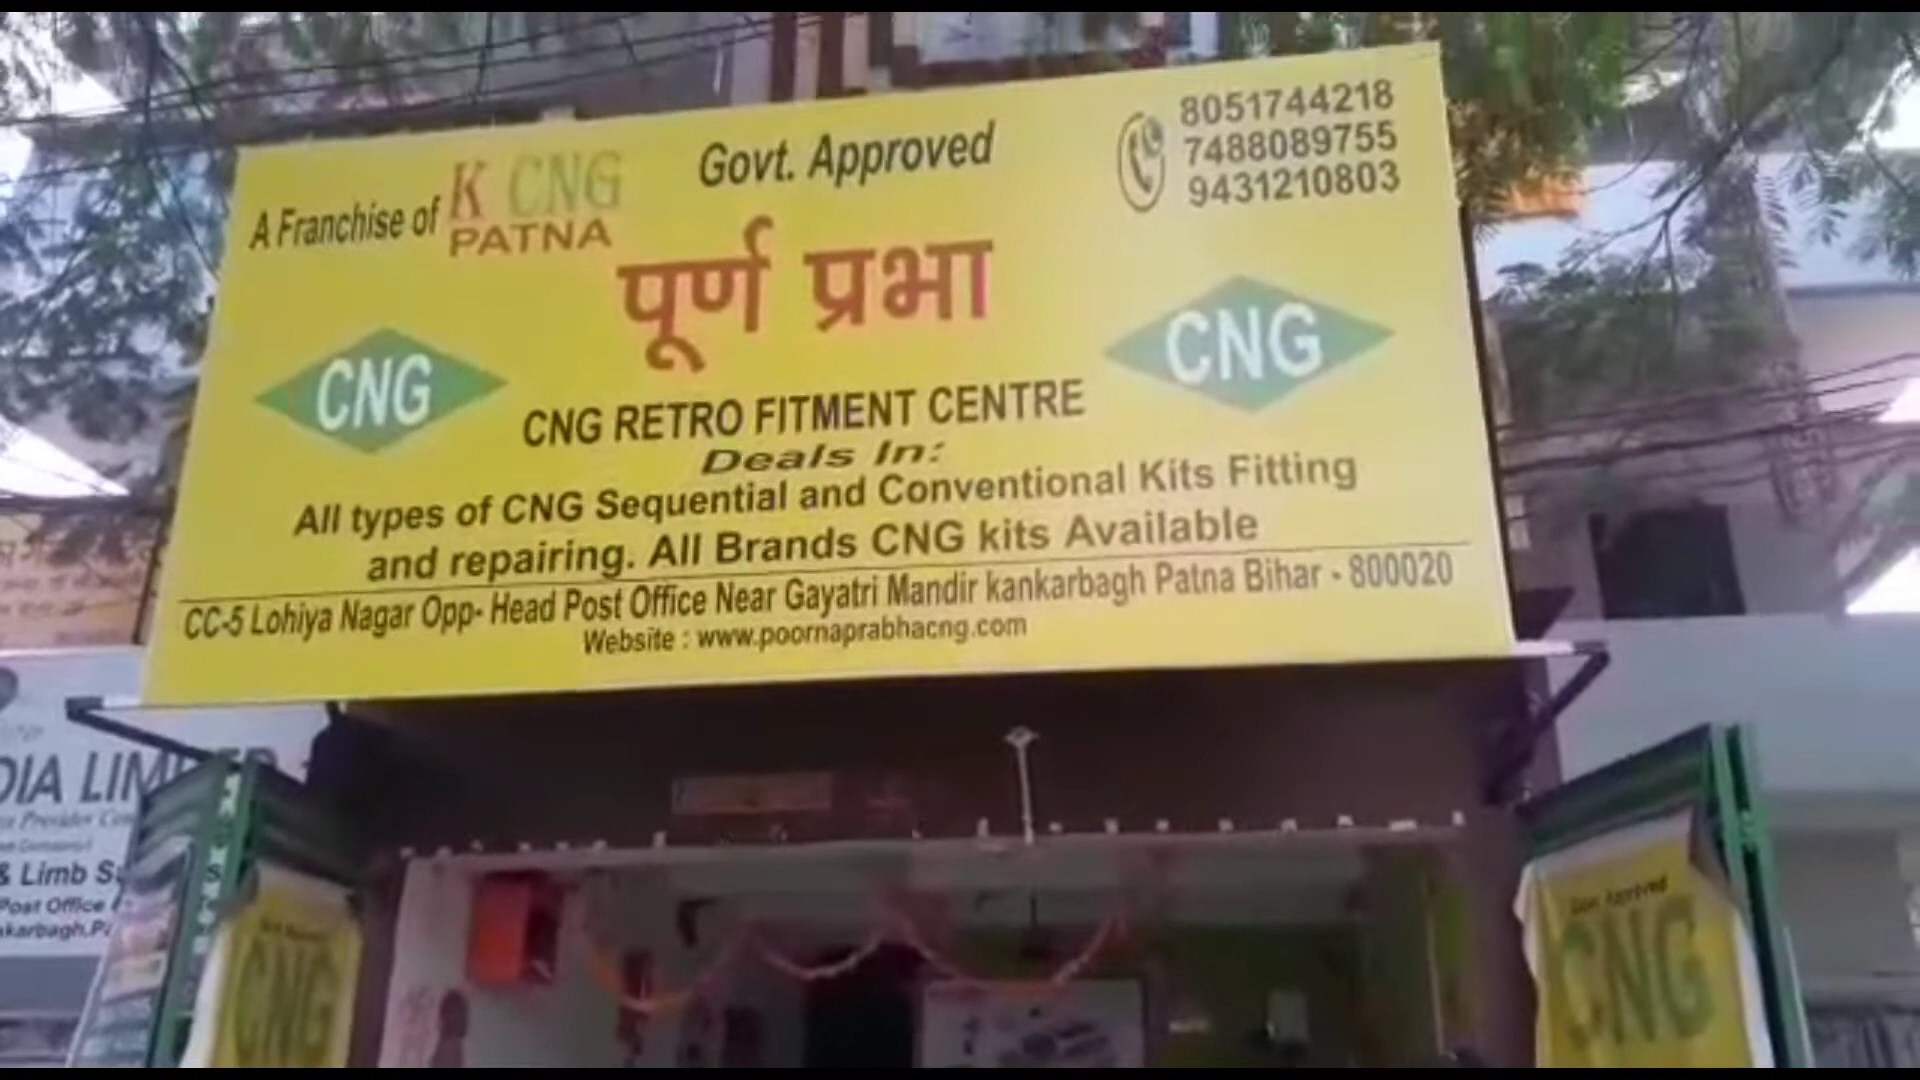 A Franchise of K CNG PATNA
Govt. Approved
8051744218
7488089755
9431210803
पूर्ण प्रभा
CNG
CNG
CNG RETRO FITMENT CENTRE
Deals In:
All types of CNG Sequential and Conventional Kits Fitting
and repairing. All Brands CNG kits Available
CC-5 Lohiya Nagar Opp- Head Post Office Near Gayatri Mandir kankarbagh Patna Bihar - 800020
Website : www.poornaprabhacng.com
DIA LIM
Provider
& Limb
Post Office
CNG
Govt. Approved
CNG